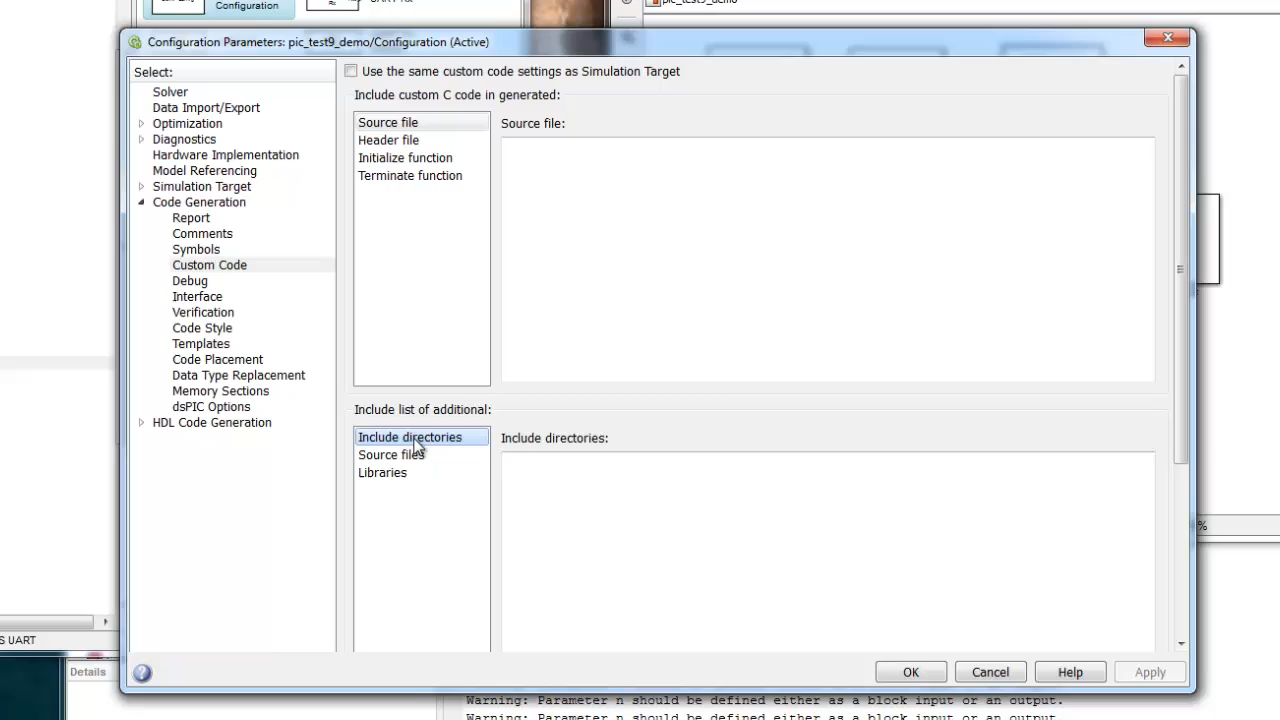 Configuration
pic_test9_demo
Configuration Parameters: pic_test9_demo/Configuration (Active)
Select:
Solver
Data Import/Export
Optimization
Diagnostics
Hardware Implementation
Model Referencing
Simulation Target
Code Generation
Report
Comments
Symbols
Custom Code
Debug
Interface
Verification
Code Style
Templates
Code Placement
Data Type Replacement
Memory Sections
dsPIC Options
HDL Code Generation
Use the same custom code settings as Simulation Target
Include custom C code in generated:
Source file
Header file
Initialize function
Terminate function
Source file:
Include list of additional:
Include directories
Source files
Libraries
Include directories:
OK
Cancel
Help
Apply
%
S UART
Details
Warning: Parameter n should be defined either as a block input or an output.
Warning: Parameter n should be defined either as a block input or an output.